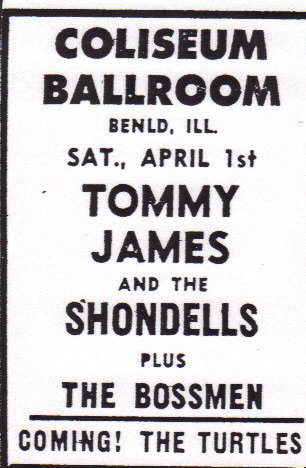 COLISEUM
BALLROOM
BENLD, ILL.
SAT., APRIL 1st
TOMMY
JAMES
AND THE
SHONDELLS
PLUS
THE BOSSMEN
COMING! THE TURTLES